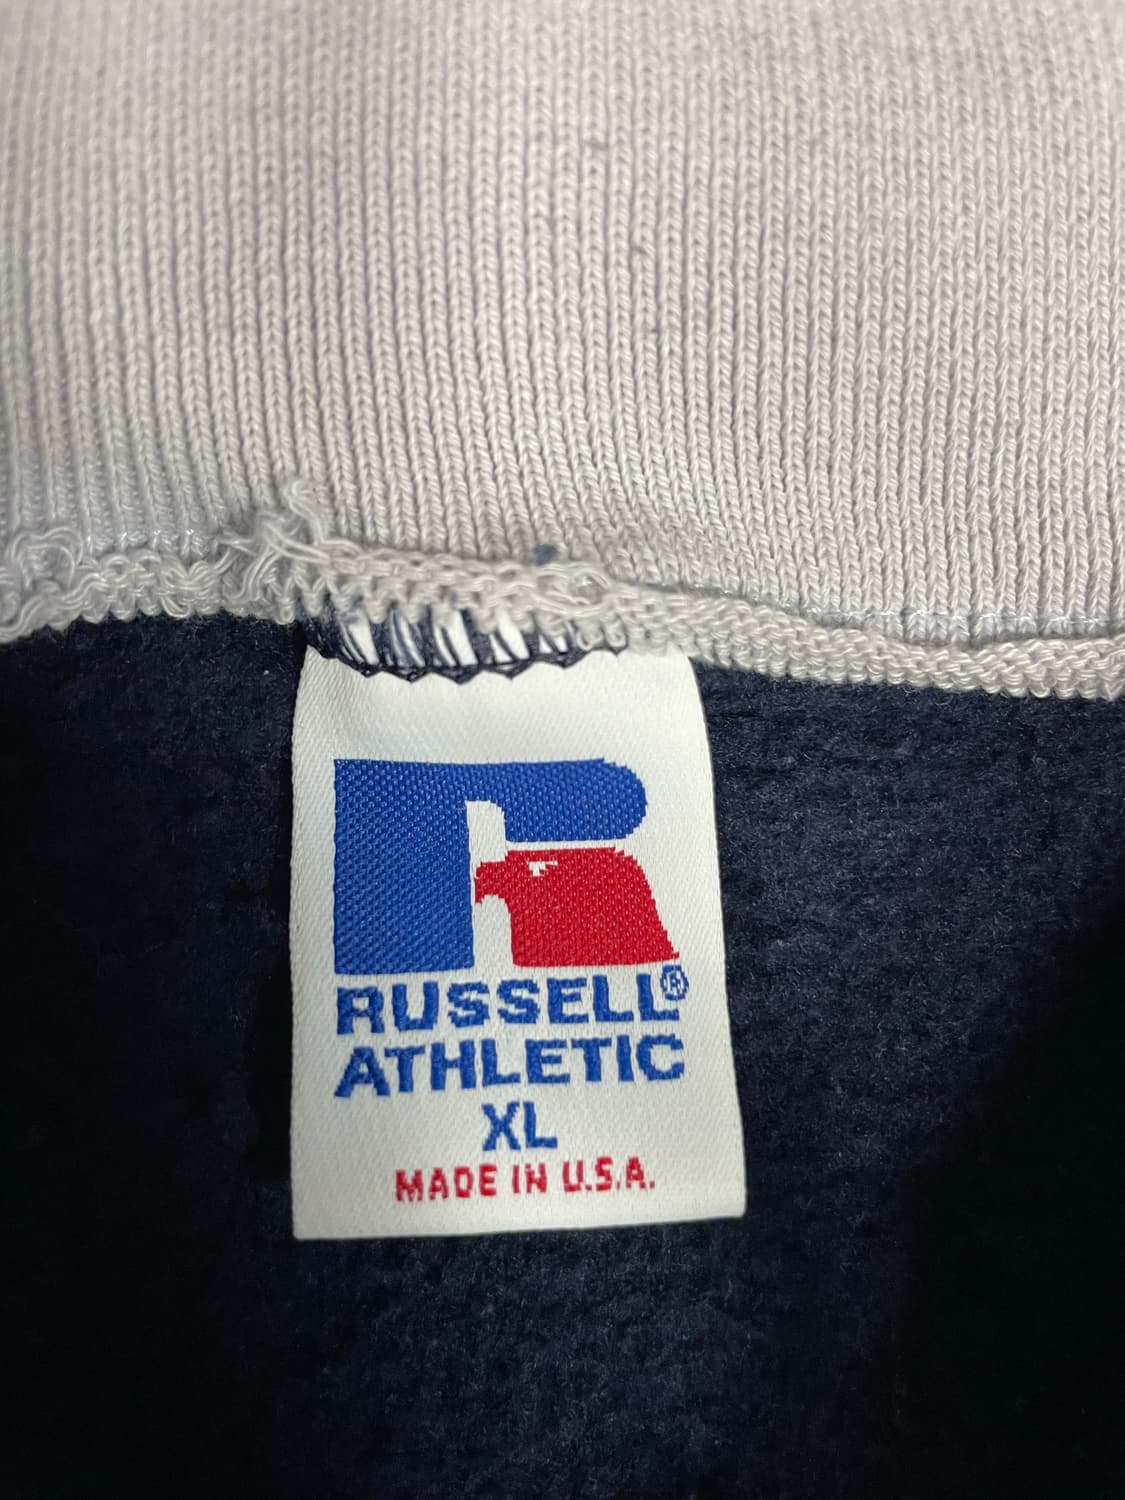 R
RUSSELL®
ATHLETIC
XL
MADE IN U.S.A.